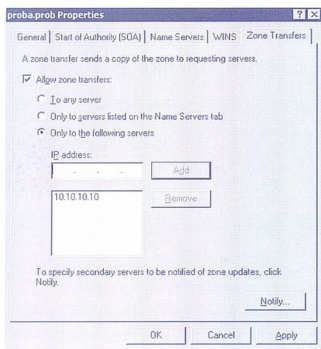 proba.prob Properties
General Start of Authority (SOA) Name Servers WINS Zone Transfers
A zone transfer sends a copy of the zone to requesting servers.
Allow zone transfers:
To any server
Only to servers listed on the Name Servers tab
Only to the following servers
IP address:
Add
10.10.10.10
Remove
To specify secondary servers to be notified of zone updates, click
Notify.
Notify...
OK Cancel Apply